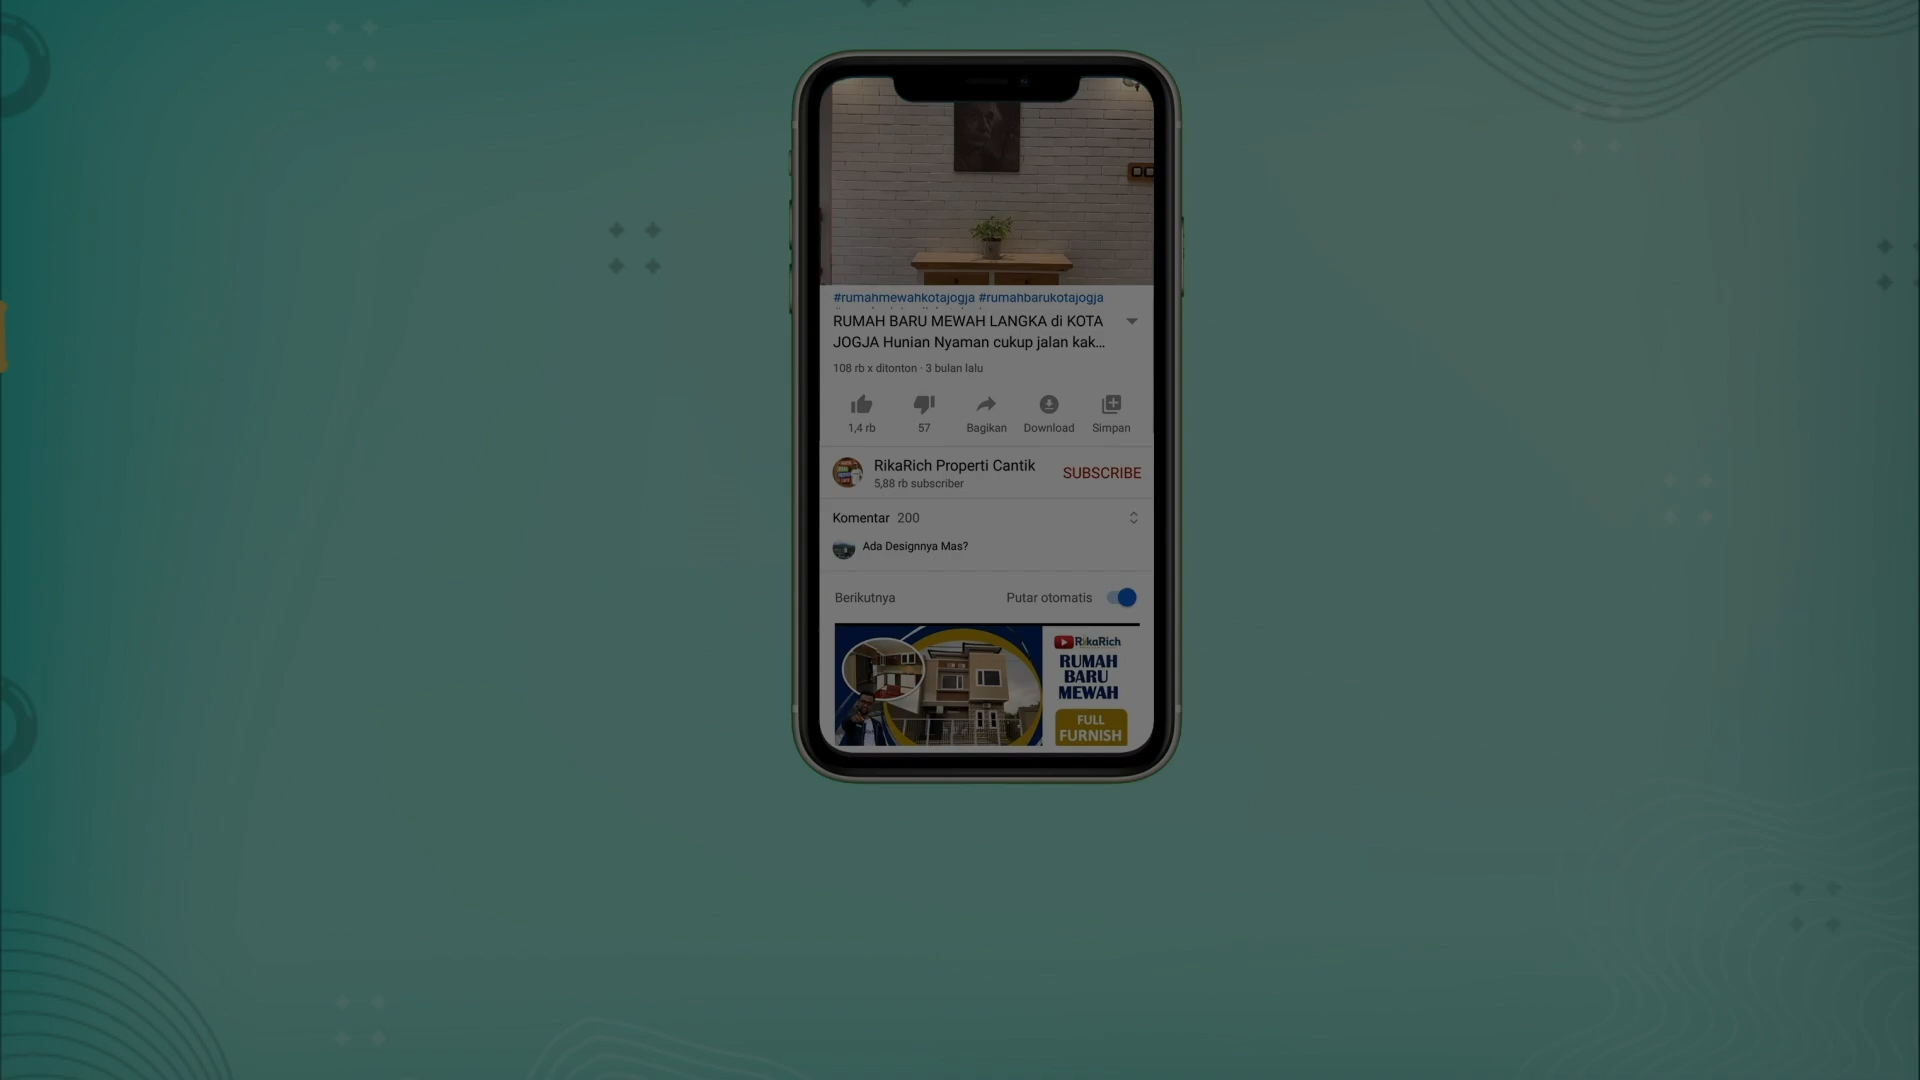 #rumahmewahkotajogja #rumahbarukotajogja
RUMAH BARU MEWAH LANGKA di KOTA
JOGJA Hunian Nyaman cukup jalan kak...
108 rb x ditonton · 3 bulan lalu
1,4 rb
57
Bagikan
Download
Simpan
RikaRich Properti Cantik
5,88 rb subscriber
SUBSCRIBE
Komentar 200
Ada Designnya Mas?
Berikutnya
Putar otomatis
RikaRich
RUMAH
BARU
MEWAH
FULL
FURNISH